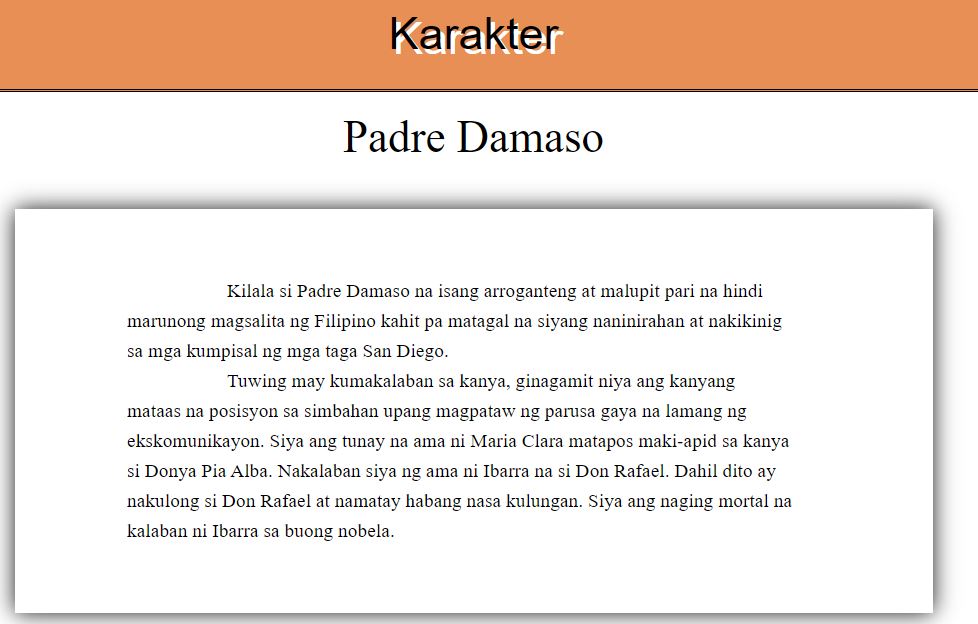 Karakter
Padre Damaso
Kilala si Padre Damaso na isang arroganteng at malupit pari na hindi
marunong magsalita ng Filipino kahit pa matagal na siyang naninirahan at nakikinig
sa mga kumpisal ng mga taga San Diego.
Tuwing may kumakalaban sa kanya, ginagamit niya ang kanyang
mataas na posisyon sa simbahan upang magpataw ng parusa gaya na lamang ng
ekskomunikayon. Siya ang tunay na ama ni Maria Clara matapos maki-apid sa kanya
si Donya Pia Alba. Nakalaban siya ng ama ni Ibarra na si Don Rafael. Dahil dito ay
nakulong si Don Rafael at namatay habang nasa kulungan. Siya ang naging mortal na
kalaban ni Ibarra sa buong nobela.